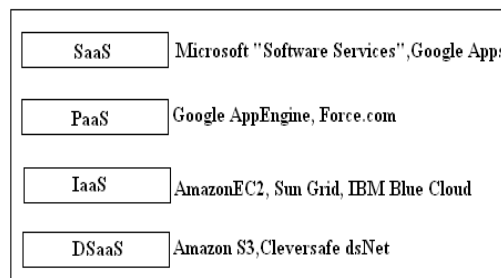 SaaS Microsoft "Software Services",Google Apps
PaaS Google AppEngine, Force.com
IaaS AmazonEC2, Sun Grid, IBM Blue Cloud
DSaaS Amazon S3,Cleversafe dsNet